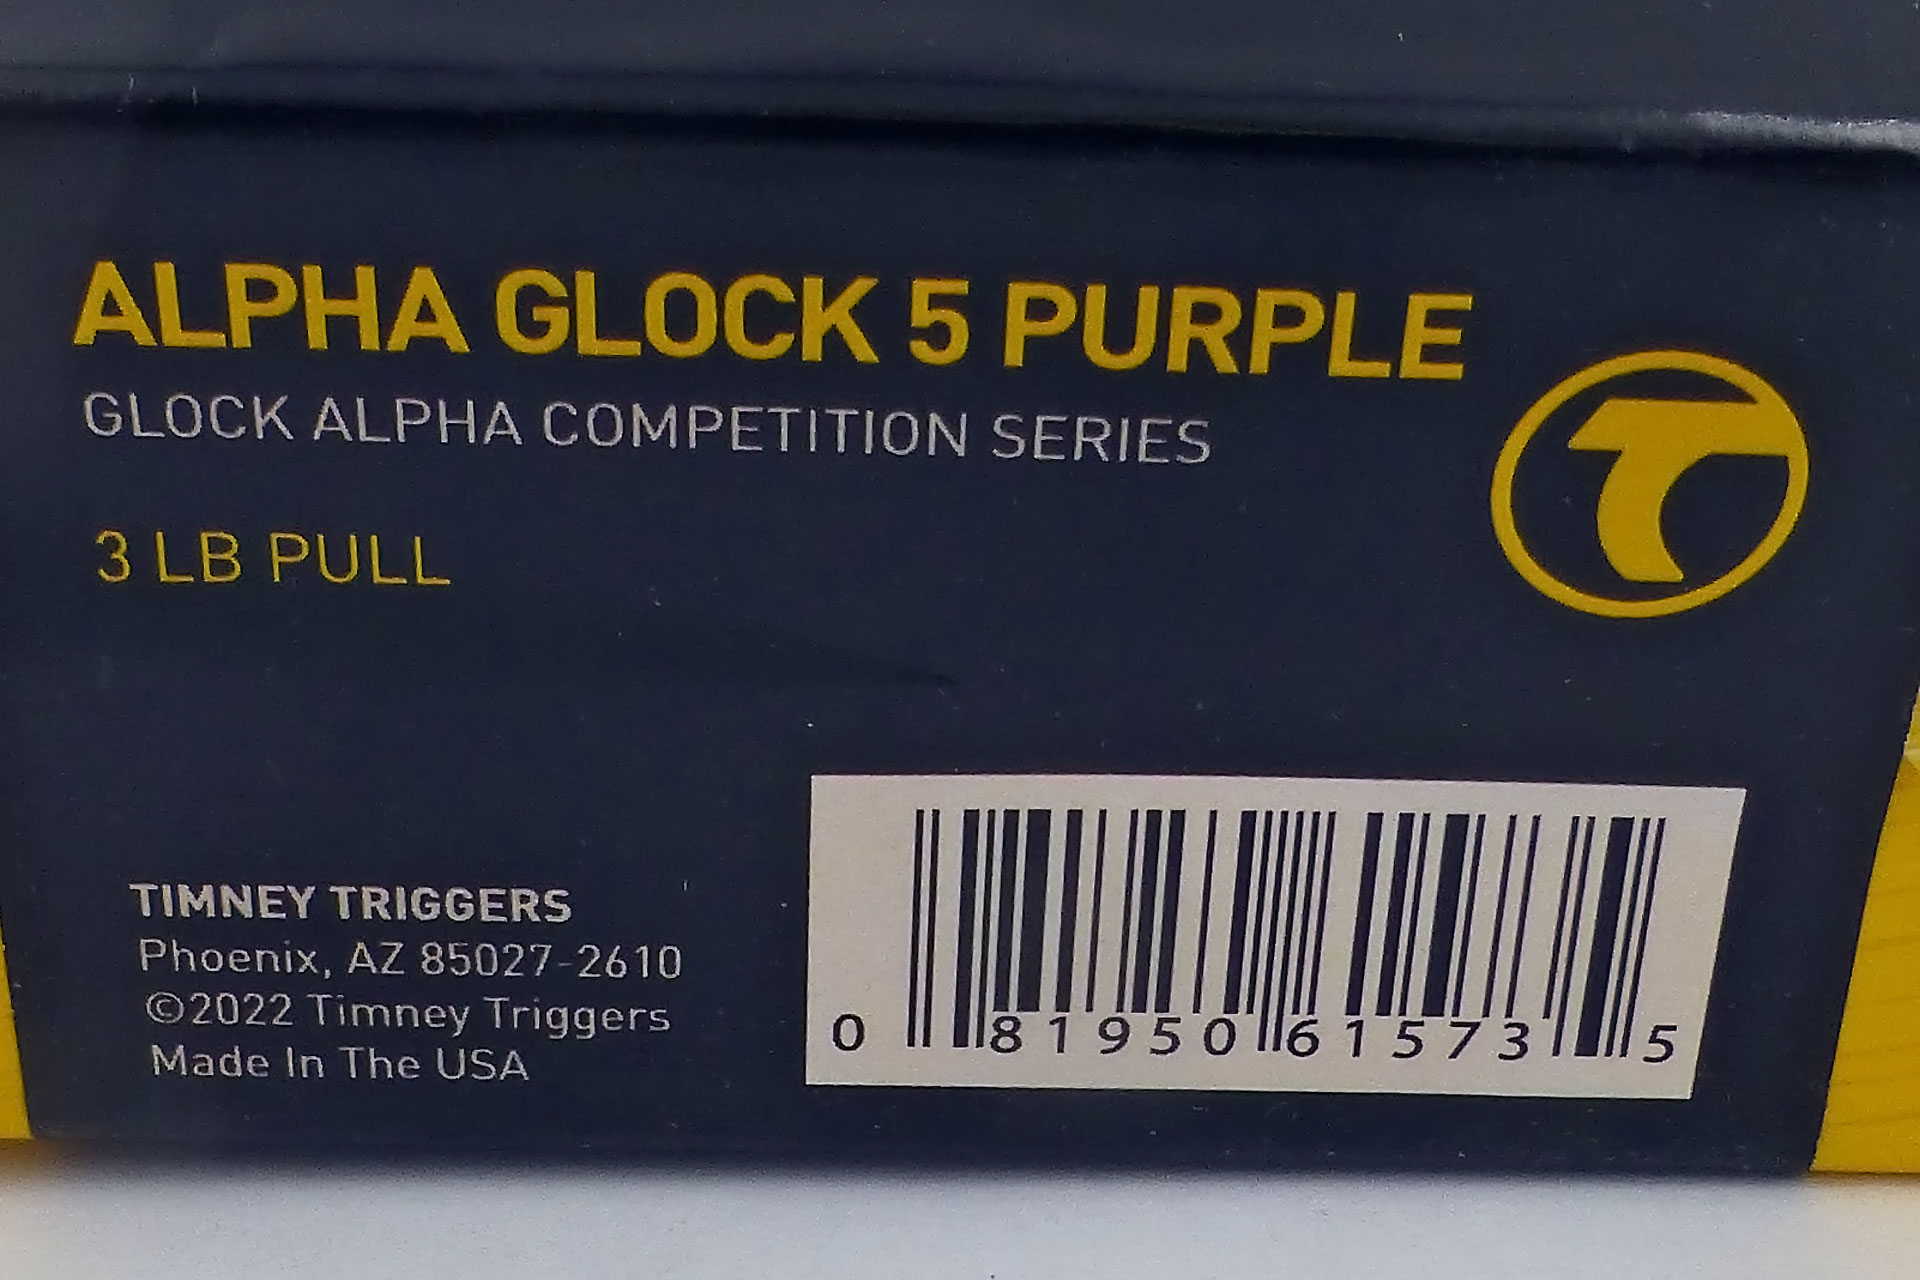 ALPHA GLOCK 5 PURPLE
GLOCK ALPHA COMPETITION SERIES
3 LB PULL
TIMNEY TRIGGERS
Phoenix, AZ 85027-2610
©2022 Timney Triggers
Made In The USA
0 81950 61573 5